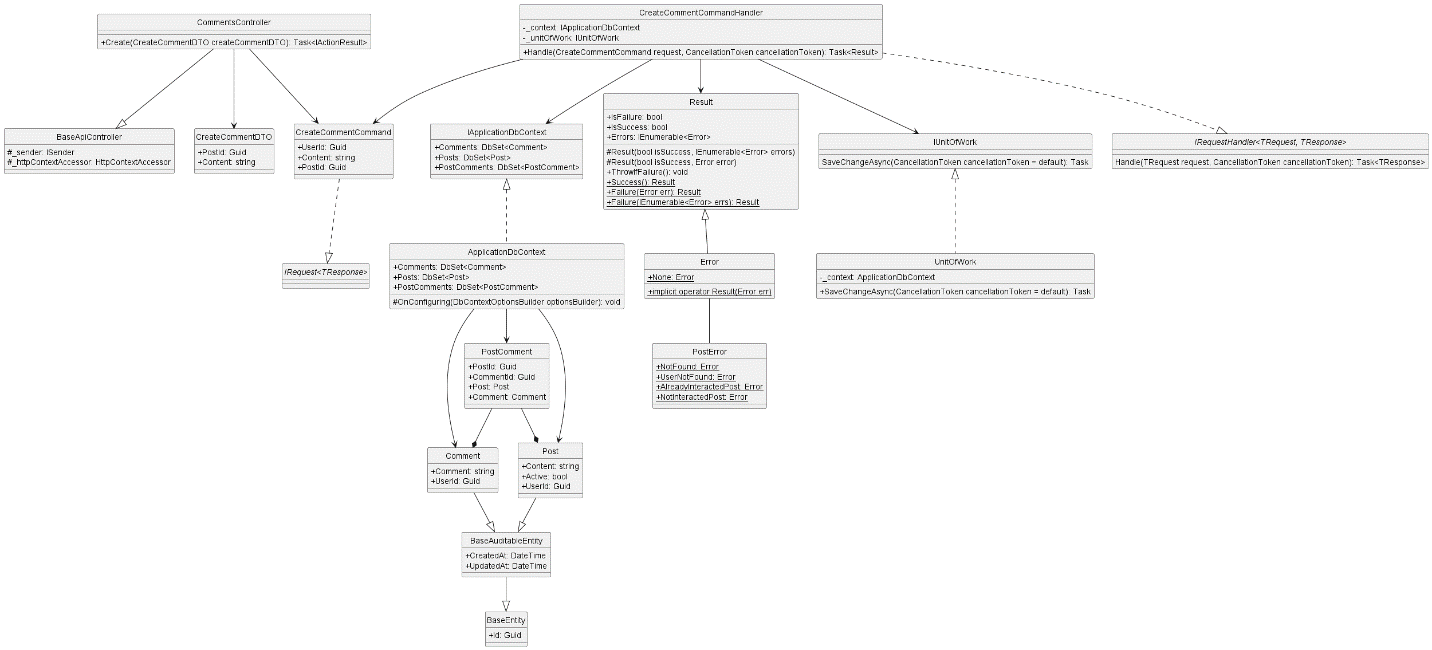 CommentsController
+Create(CreateCommentDTO createCommentDTO): Task<IActionResult>
CreateCommentCommandHandler
-_context: IApplicationDbContext
-_unitOfWork: IUnitOfWork
+Handle(CreateCommentCommand request, CancellationToken cancellationToken): Task<Result>
BaseApiController
#_sender: ISender
#_httpContextAccessor: HttpContextAccessor
CreateCommentDTO
+PostId: Guid
+Content: string
CreateCommentCommand
+UserId: Guid
+Content: string
+PostId: Guid
IApplicationDbContext
+Comments: DbSet<Comment>
+Posts: DbSet<Post>
+PostComments: DbSet<PostComment>
Result
+IsFailure: bool
+IsSuccess: bool
+Errors: IEnumerable<Error>
#Result(bool isSuccess, IEnumerable<Error> errors)
#Result(bool isSuccess, Error error)
+ThrowIfFailure(): void
+Success(): Result
+Failure(Error err): Result
+Failure(IEnumerable<Error> errs): Result
IUnitOfWork
SaveChangeAsync(CancellationToken cancellationToken = default): Task
IRequestHandler<TRequest, TResponse>
Handle(TRequest request, CancellationToken cancellationToken): Task<TResponse>
IRequest<TResponse>
ApplicationDbContext
+Comments: DbSet<Comment>
+Posts: DbSet<Post>
+PostComments: DbSet<PostComment>
#OnConfiguring(DbContextOptionsBuilder optionsBuilder): void
Error
+None: Error
+implicit operator Result(Error err)
UnitOfWork
-_context: ApplicationDbContext
+SaveChangeAsync(CancellationToken cancellationToken = default): Task
PostComment
+PostId: Guid
+CommentId: Guid
+Post: Post
+Comment: Comment
PostError
+NotFound: Error
+UserNotFound: Error
+AlreadyInteractedPost: Error
+NotInteractedPost: Error
Comment
+Comment: string
+UserId: Guid
Post
+Content: string
+Active: bool
+UserId: Guid
BaseAuditableEntity
+CreatedAt: DateTime
+UpdatedAt: DateTime
BaseEntity
+Id: Guid